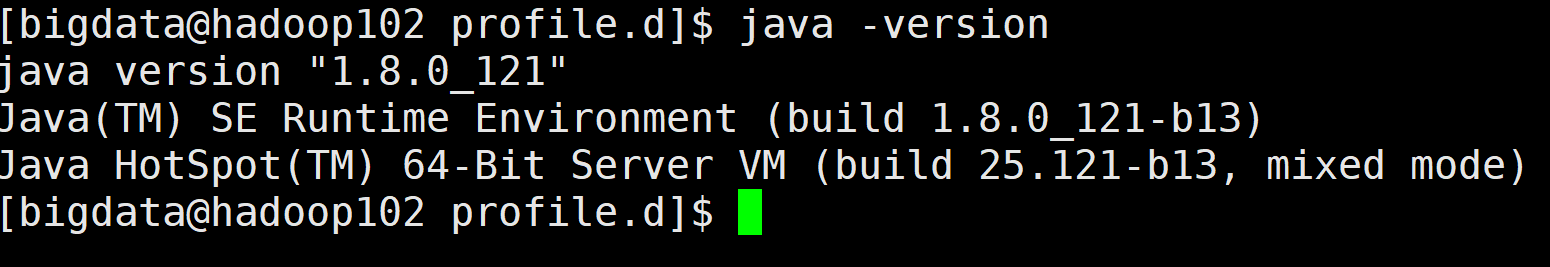 [bigdata@hadoop102 profile.d]$ java -version
java version "1.8.0_121"
Java(TM) SE Runtime Environment (build 1.8.0_121-b13)
Java HotSpot(TM) 64-Bit Server VM (build 25.121-b13, mixed mode)
[bigdata@hadoop102 profile.d]$